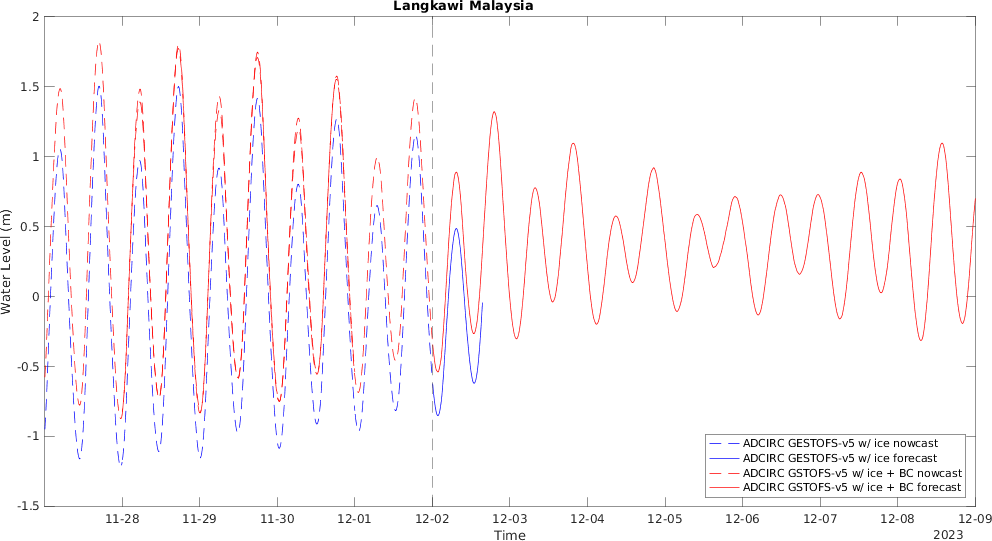 Langkawi Malaysia
2
1.5
1
0.5
0
-0.5
-1
-1.5
Water Level (m)
ADCIRC GESTOFS-v5 w/ ice nowcast
ADCIRC GESTOFS-v5 w/ ice forecast
ADCIRC GSTOFS-v5 w/ ice + BC nowcast
ADCIRC GSTOFS-v5 w/ ice + BC forecast
11-28 11-29 11-30 12-01 12-02 12-03 12-04 12-05 12-06 12-07 12-08 12-09
Time
2023